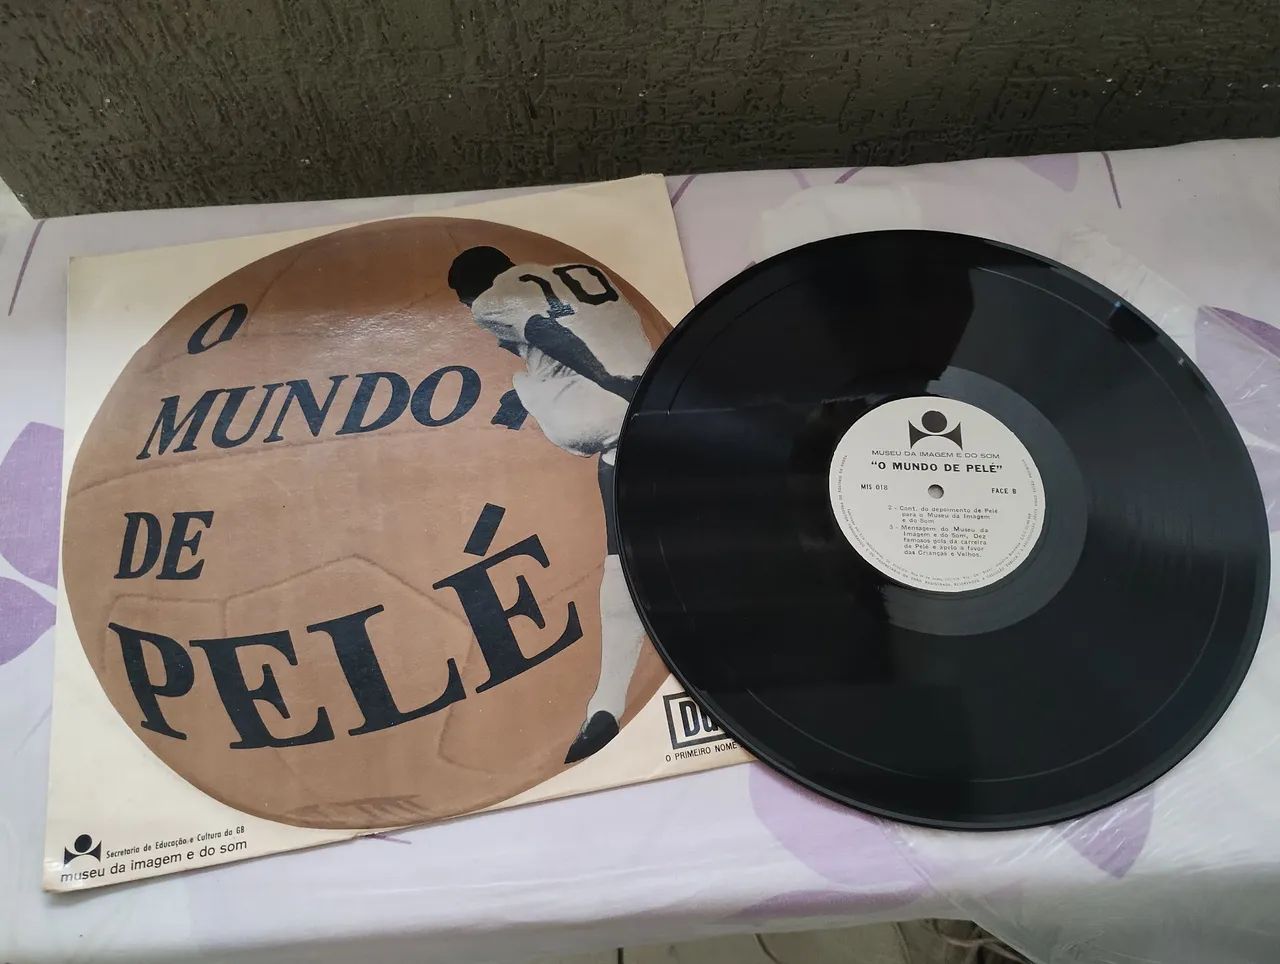 O
MUNDO
DE
PELÉ
10
Secretaria de Educação e Cultura da GB
museu da imagem e do som
O PRIMEIRO NOME
MUSEU DA IMAGEM E DO SOM
"O MUNDO DE PELÉ"
MIS 018
FACE B
2 - Cont. do depoimento de Pelé
para o Museu da Imagem
e do Som
3 - Mensagem do Museu da
Imagem e do Som, Dez
famosos gols da carreira
de Pelé e apelo a favor
das Crianças e Velhos.